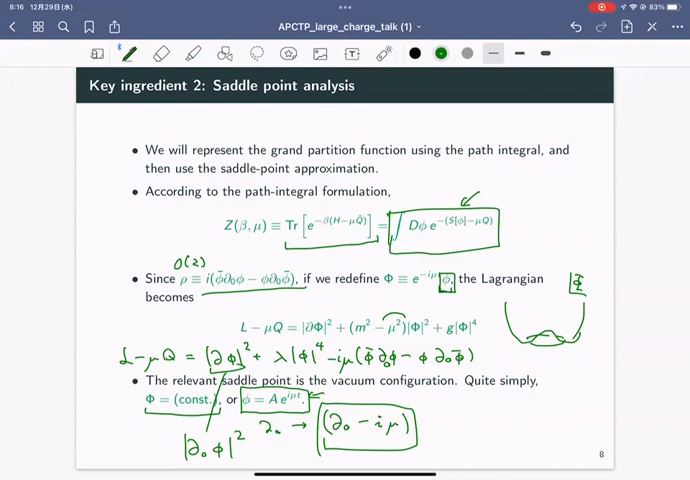 8:16 12月29日(水)
APCTP_large_charge_talk (1)
83%
Key ingredient 2: Saddle point analysis
• We will represent the grand partition function using the path integral, and
then use the saddle-point approximation.
• According to the path-integral formulation,
Z(β, μ) ≡ Tr [e^{−β(H−μQ̂)}] = ∫ Dϕ e^{−(S[ϕ]−μQ)}
O(2)
• Since ρ ≡ i(ϕ̄∂₀ϕ − ϕ∂₀ϕ̄), if we redefine Φ ≡ e^{−iμt}ϕ, the Lagrangian
becomes
|Φ|
L − μQ = |∂Φ|² + (m² − μ²)|Φ|² + g|Φ|⁴
L−μQ = |∂ϕ|² + λ|ϕ|⁴ − iμ(ϕ̄∂₀ϕ − ϕ∂₀ϕ̄)
• The relevant saddle point is the vacuum configuration. Quite simply,
Φ = (const.), or ϕ = A e^{iμt}.
|∂₀ϕ|² ∂₀ → (∂₀ − iμ)
8